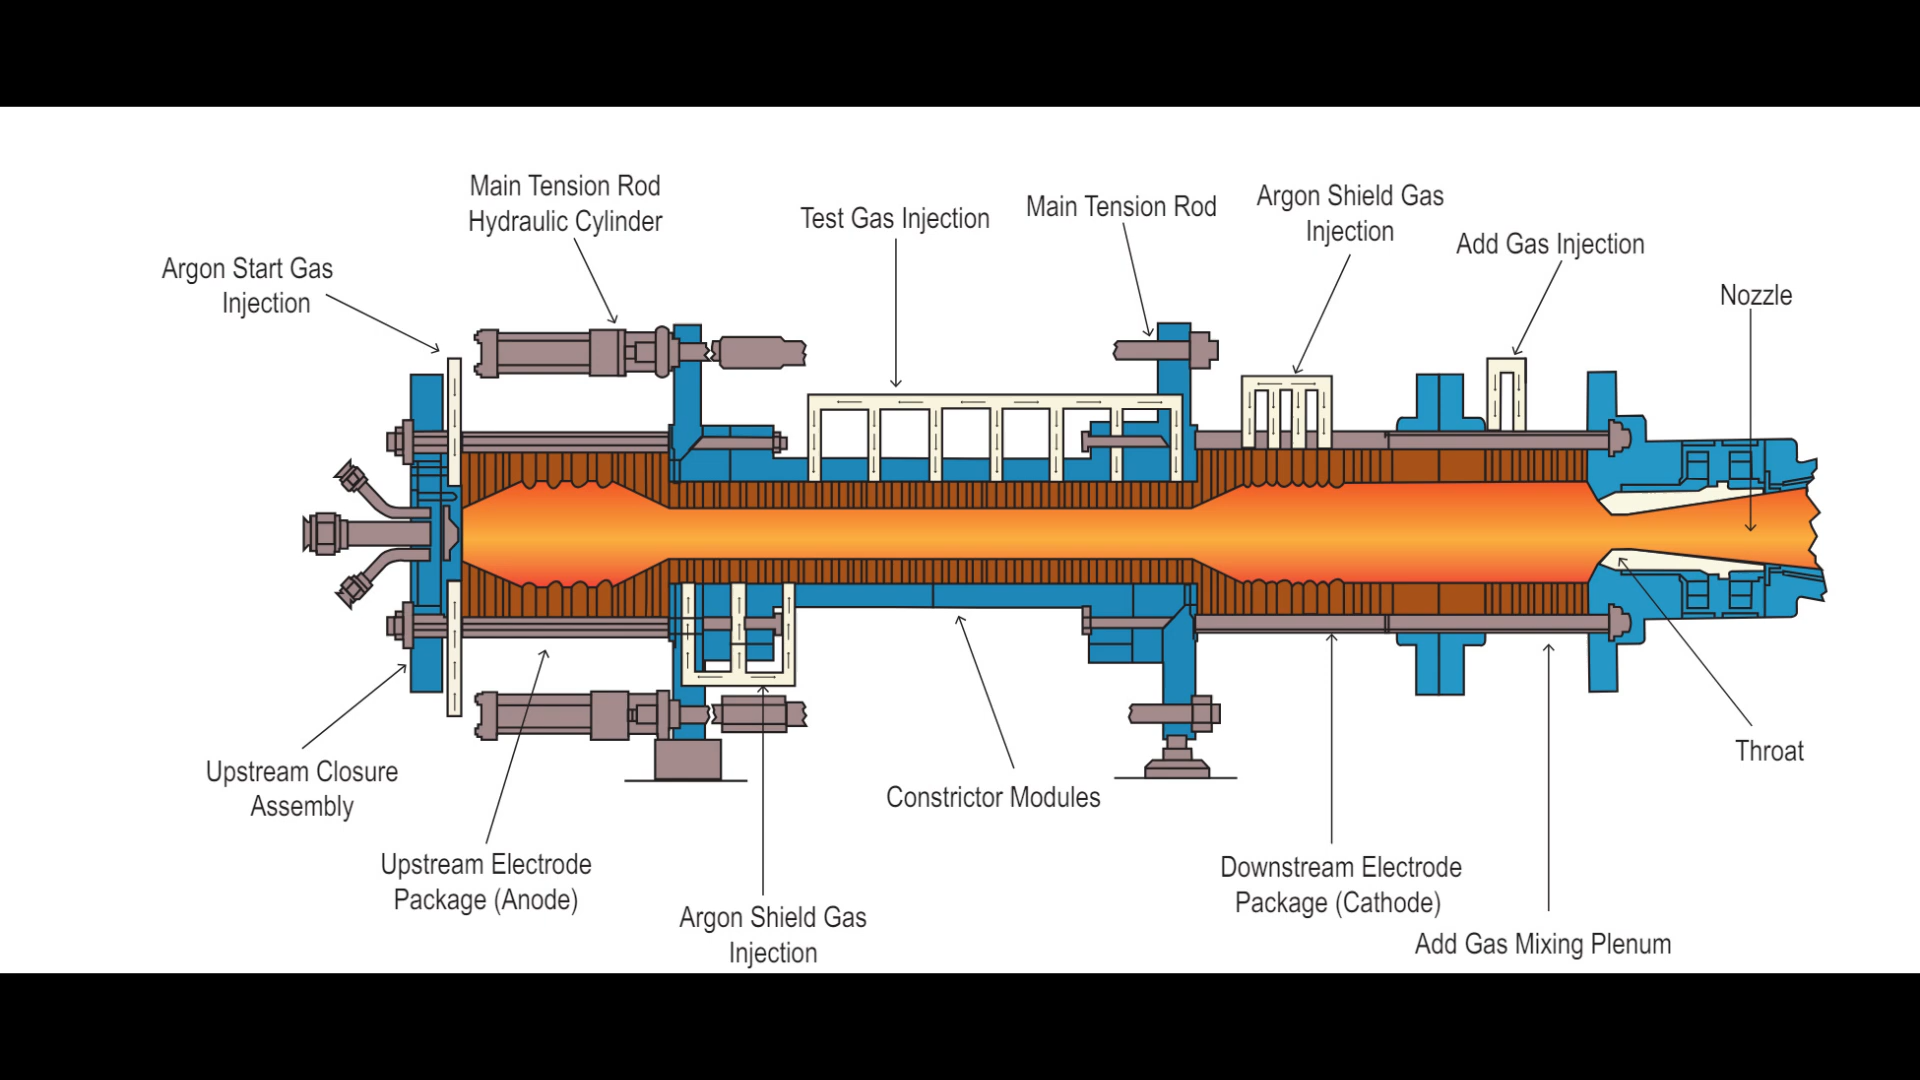 Main Tension Rod
Hydraulic Cylinder
Test Gas Injection
Main Tension Rod
Argon Shield Gas
Injection
Add Gas Injection
Nozzle
Argon Start Gas
Injection
Upstream Closure
Assembly
Upstream Electrode
Package (Anode)
Argon Shield Gas
Injection
Constrictor Modules
Downstream Electrode
Package (Cathode)
Add Gas Mixing Plenum
Throat